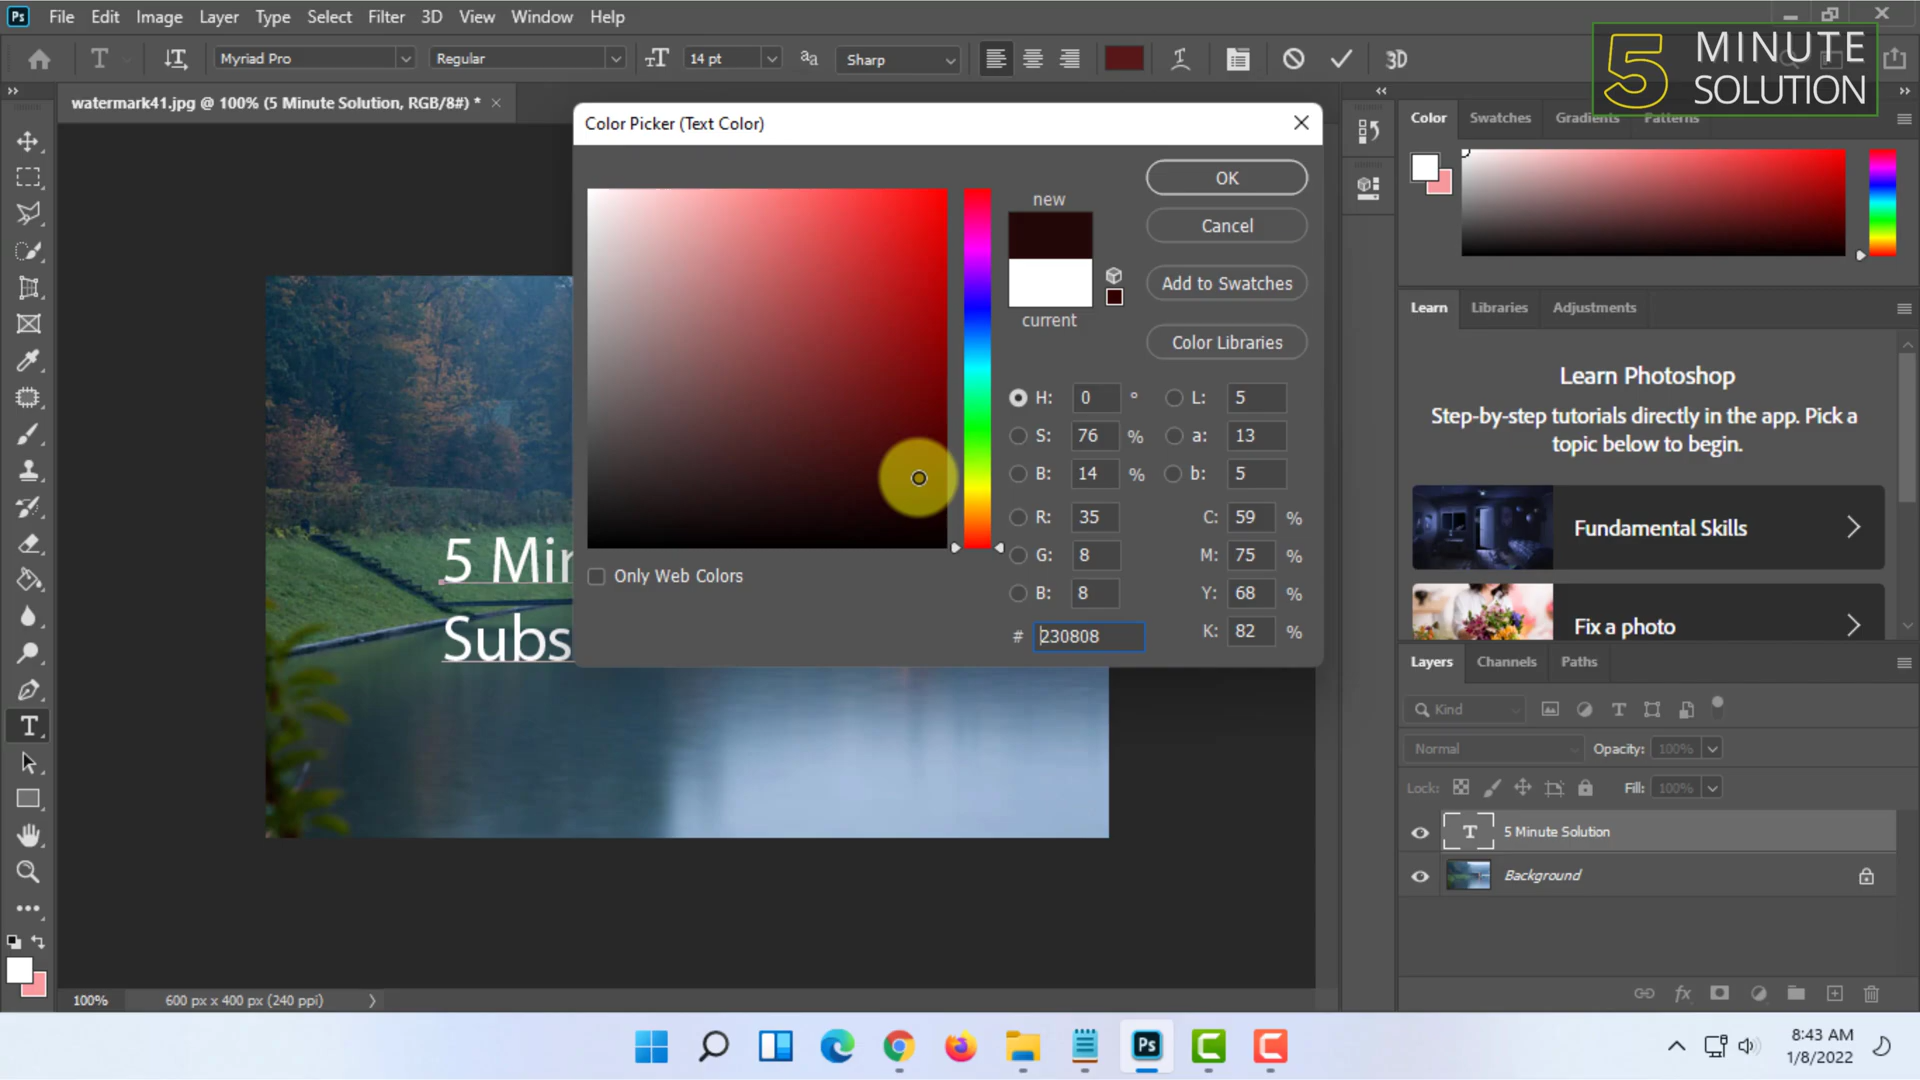 Ps File Edit Image Layer Type Select Filter 3D View Window Help
T Myriad Pro Regular 14 pt aa Sharp 3D
5 MINUTE
SOLUTION
watermark41.jpg @ 100% (5 Minute Solution, RGB/8#) * ×
Color Picker (Text Color)
Color Swatches Gradients Patterns
new
current
OK
Cancel
Add to Swatches
Color Libraries
H: 0 ° L: 5
S: 76 % a: 13
B: 14 % b: 5
R: 35 C: 59 %
G: 8 M: 75 %
B: 8 Y: 68 %
# 230808 K: 82 %
Only Web Colors
5 Min
Subs
Learn Libraries Adjustments
Learn Photoshop
Step-by-step tutorials directly in the app. Pick a
topic below to begin.
Fundamental Skills
Fix a photo
Layers Channels Paths
Kind
Normal Opacity: 100%
Lock: Fill: 100%
T 5 Minute Solution
Background
100% 600 px x 400 px (240 ppi)
Ps
8:43 AM
1/8/2022